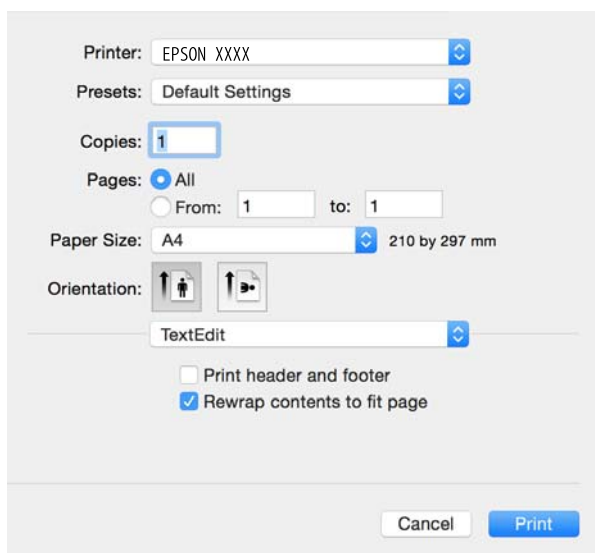 Printer: EPSON XXXX
Presets: Default Settings
Copies: 1
Pages: All
From: 1 to: 1
Paper Size: A4 210 by 297 mm
Orientation:
TextEdit
Print header and footer
Rewrap contents to fit page
Cancel Print